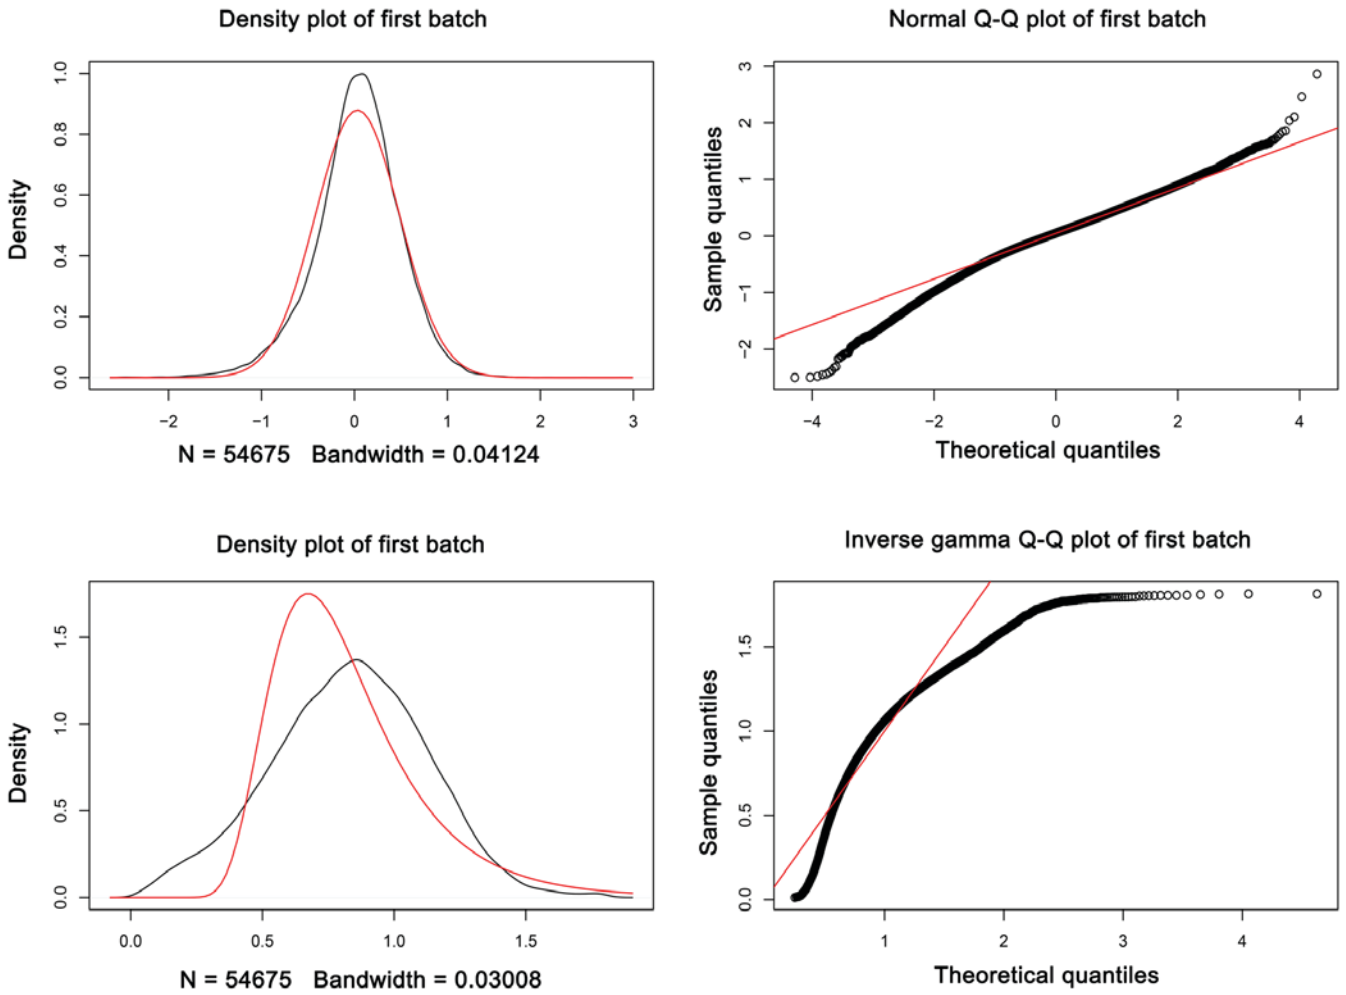 Density plot of first batch
Density
0.0 0.2 0.4 0.6 0.8 1.0
−2 −1 0 1 2 3
N = 54675 Bandwidth = 0.04124
Normal Q-Q plot of first batch
Sample quantiles
−2 −1 0 1 2 3
−4 −2 0 2 4
Theoretical quantiles
Density plot of first batch
Density
0.0 0.5 1.0 1.5
0.0 0.5 1.0 1.5
N = 54675 Bandwidth = 0.03008
Inverse gamma Q-Q plot of first batch
Sample quantiles
0.0 0.5 1.0 1.5
1 2 3 4
Theoretical quantiles